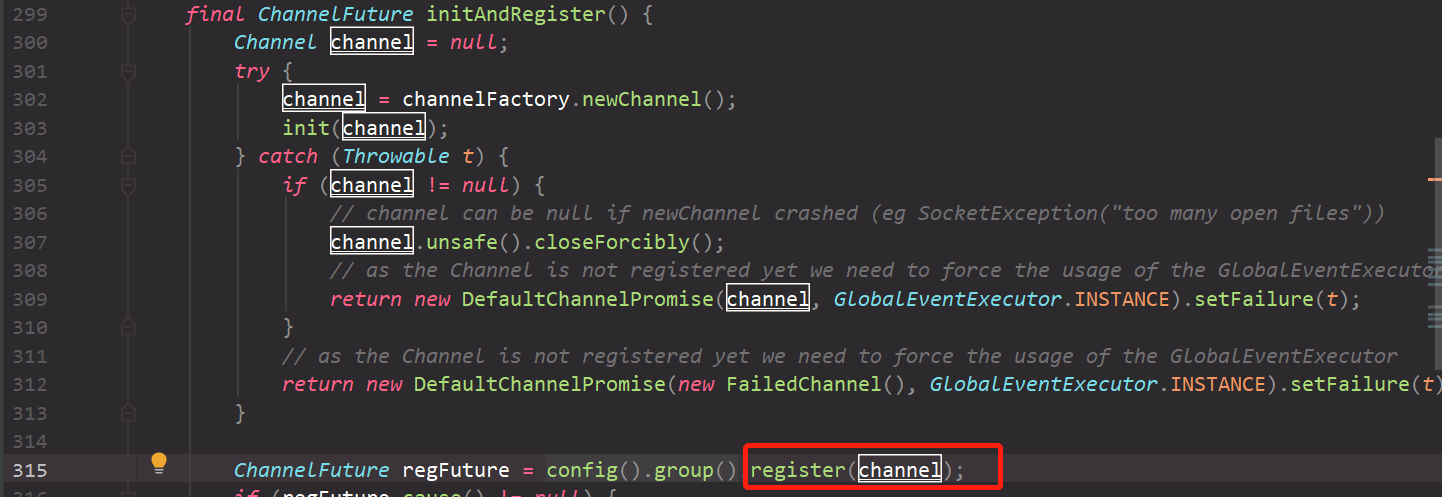 299 final ChannelFuture initAndRegister() {
300 Channel channel = null;
301 try {
302 channel = channelFactory.newChannel();
303 init(channel);
304 } catch (Throwable t) {
305 if (channel != null) {
306 // channel can be null if newChannel crashed (eg SocketException("too many open files"))
307 channel.unsafe().closeForcibly();
308 // as the Channel is not registered yet we need to force the usage of the GlobalEventExecutor
309 return new DefaultChannelPromise(channel, GlobalEventExecutor.INSTANCE).setFailure(t);
310 }
311 // as the Channel is not registered yet we need to force the usage of the GlobalEventExecutor
312 return new DefaultChannelPromise(new FailedChannel(), GlobalEventExecutor.INSTANCE).setFailure(t)
313 }
314
315 ChannelFuture regFuture = config().group().register(channel);
316 if (regFuture.cause() != null) {